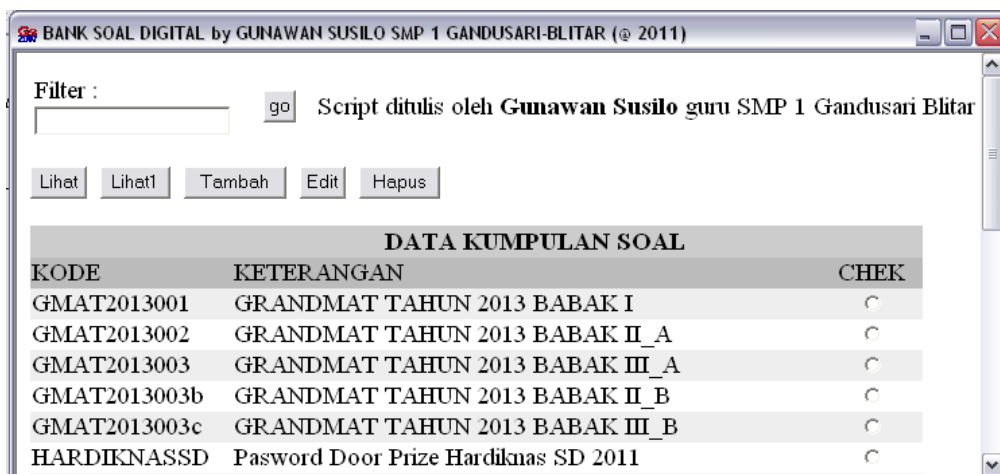 BANK SOAL DIGITAL by GUNAWAN SUSILO SMP 1 GANDUSARI-BLITAR (@ 2011)
Filter :
go Script ditulis oleh Gunawan Susilo guru SMP 1 Gandusari Blitar
Lihat Lihat1 Tambah Edit Hapus
DATA KUMPULAN SOAL
KODE KETERANGAN CHEK
GMAT2013001 GRANDMAT TAHUN 2013 BABAK I
GMAT2013002 GRANDMAT TAHUN 2013 BABAK II_A
GMAT2013003 GRANDMAT TAHUN 2013 BABAK III_A
GMAT2013003b GRANDMAT TAHUN 2013 BABAK II_B
GMAT2013003c GRANDMAT TAHUN 2013 BABAK III_B
HARDIKNASSD Pasword Door Prize Hardiknas SD 2011